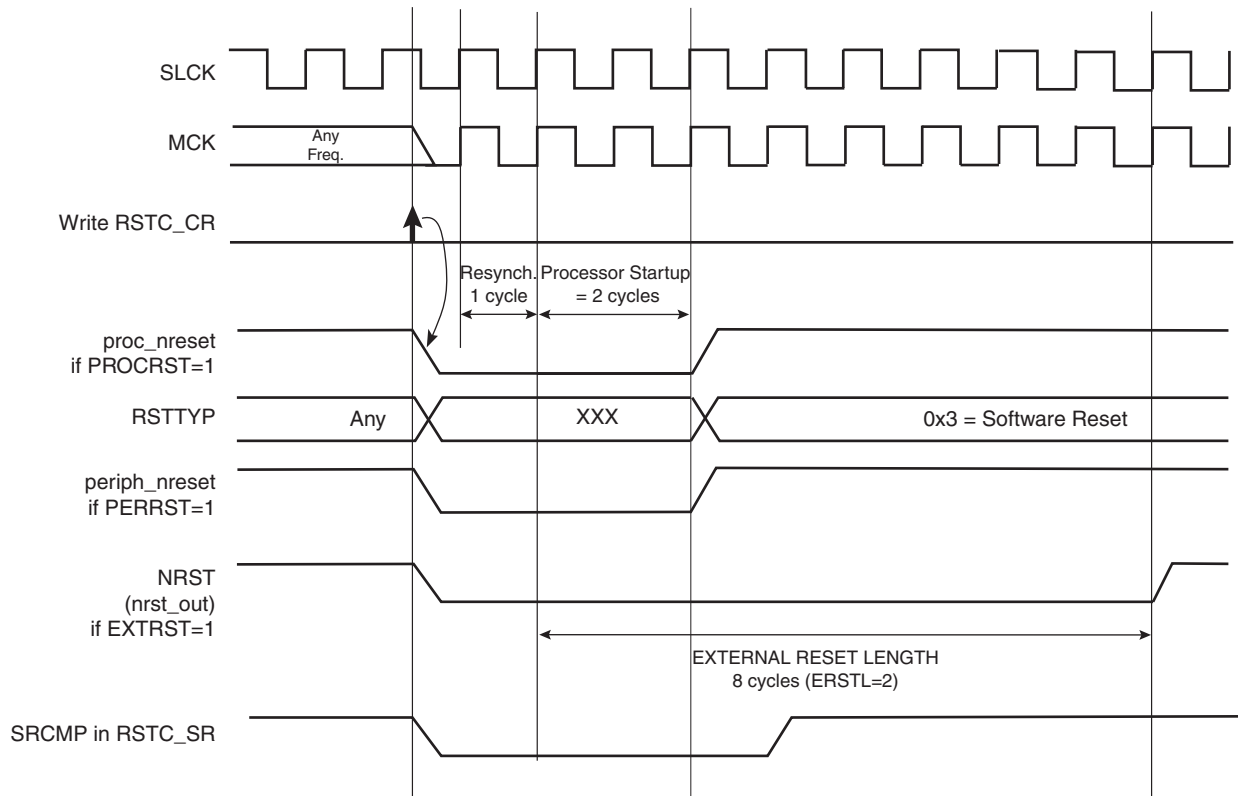 SLCK
MCK
Any
Freq.
Write RSTC_CR
Resynch.
1 cycle
Processor Startup
= 2 cycles
proc_nreset
if PROCRST=1
RSTTYP
Any
XXX
0x3 = Software Reset
periph_nreset
if PERRST=1
NRST
(nrst_out)
if EXTRST=1
EXTERNAL RESET LENGTH
8 cycles (ERSTL=2)
SRCMP in RSTC_SR